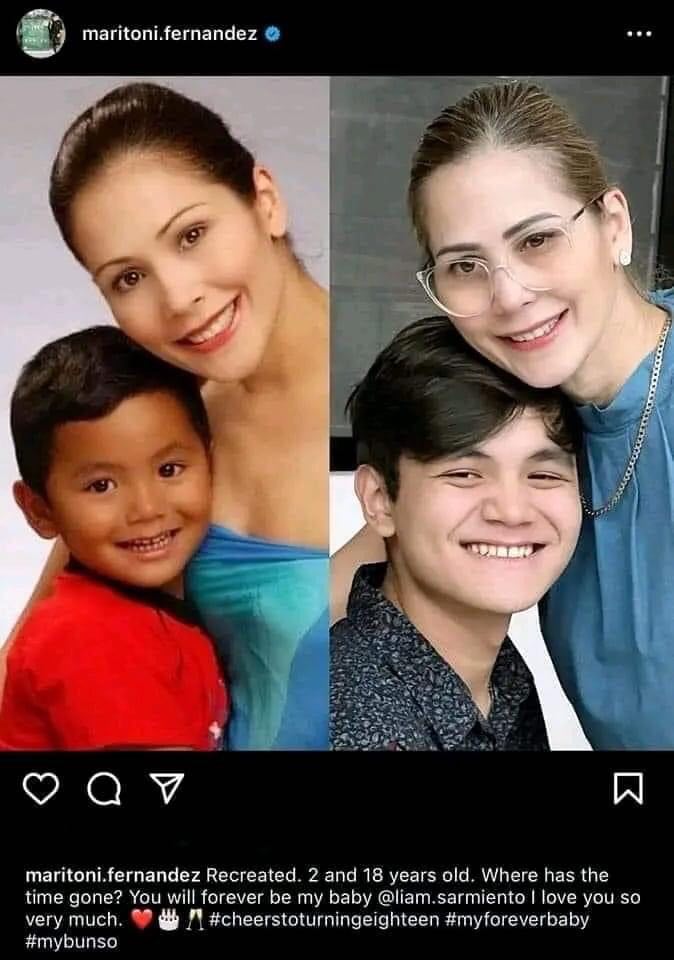 maritoni.fernandez
maritoni.fernandez Recreated. 2 and 18 years old. Where has the
time gone? You will forever be my baby @liam.sarmiento I love you so
very much. ❤️🎂🥂 #cheerstoturningeighteen #myforeverbaby
#mybunso